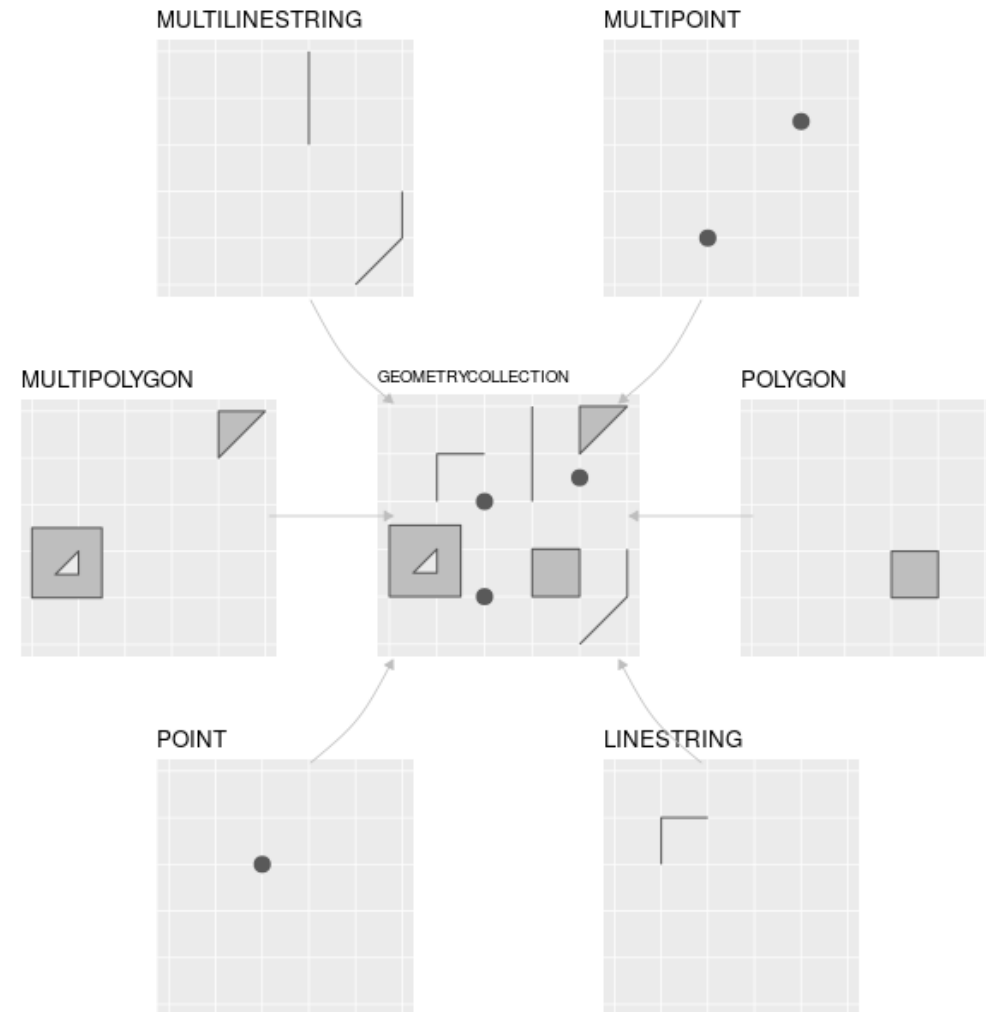 MULTILINESTRING
MULTIPOINT
MULTIPOLYGON
GEOMETRYCOLLECTION
POLYGON
POINT
LINESTRING